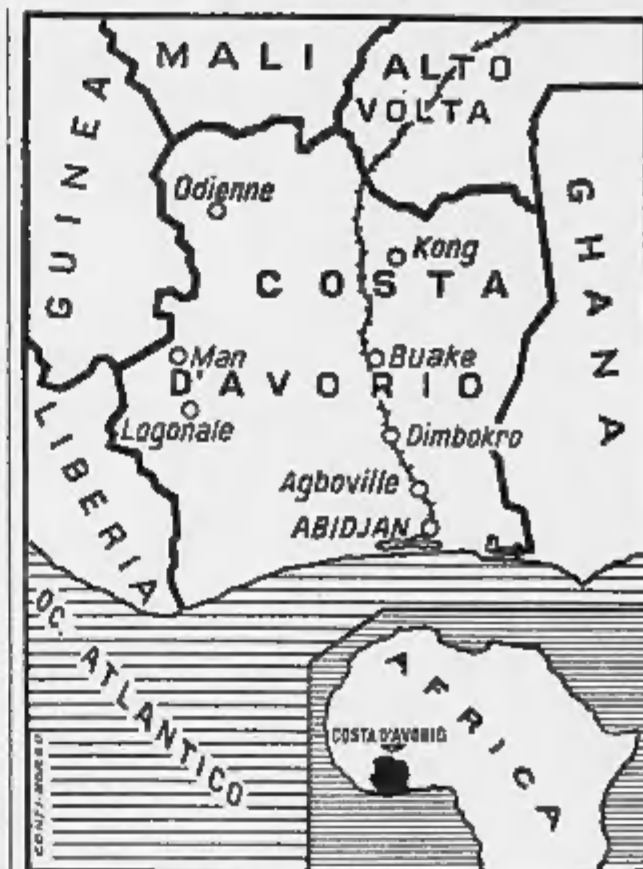 MALI
ALTO
VOLTA
GUINEA
GHANA
Odienne
Kong
COSTA
Man
Buake
D'AVORIO
Logonale
Dimbokro
LIBERIA
Agboville
ABIDJAN
OC. ATLANTICO
AFRICA
COSTA D'AVORIO